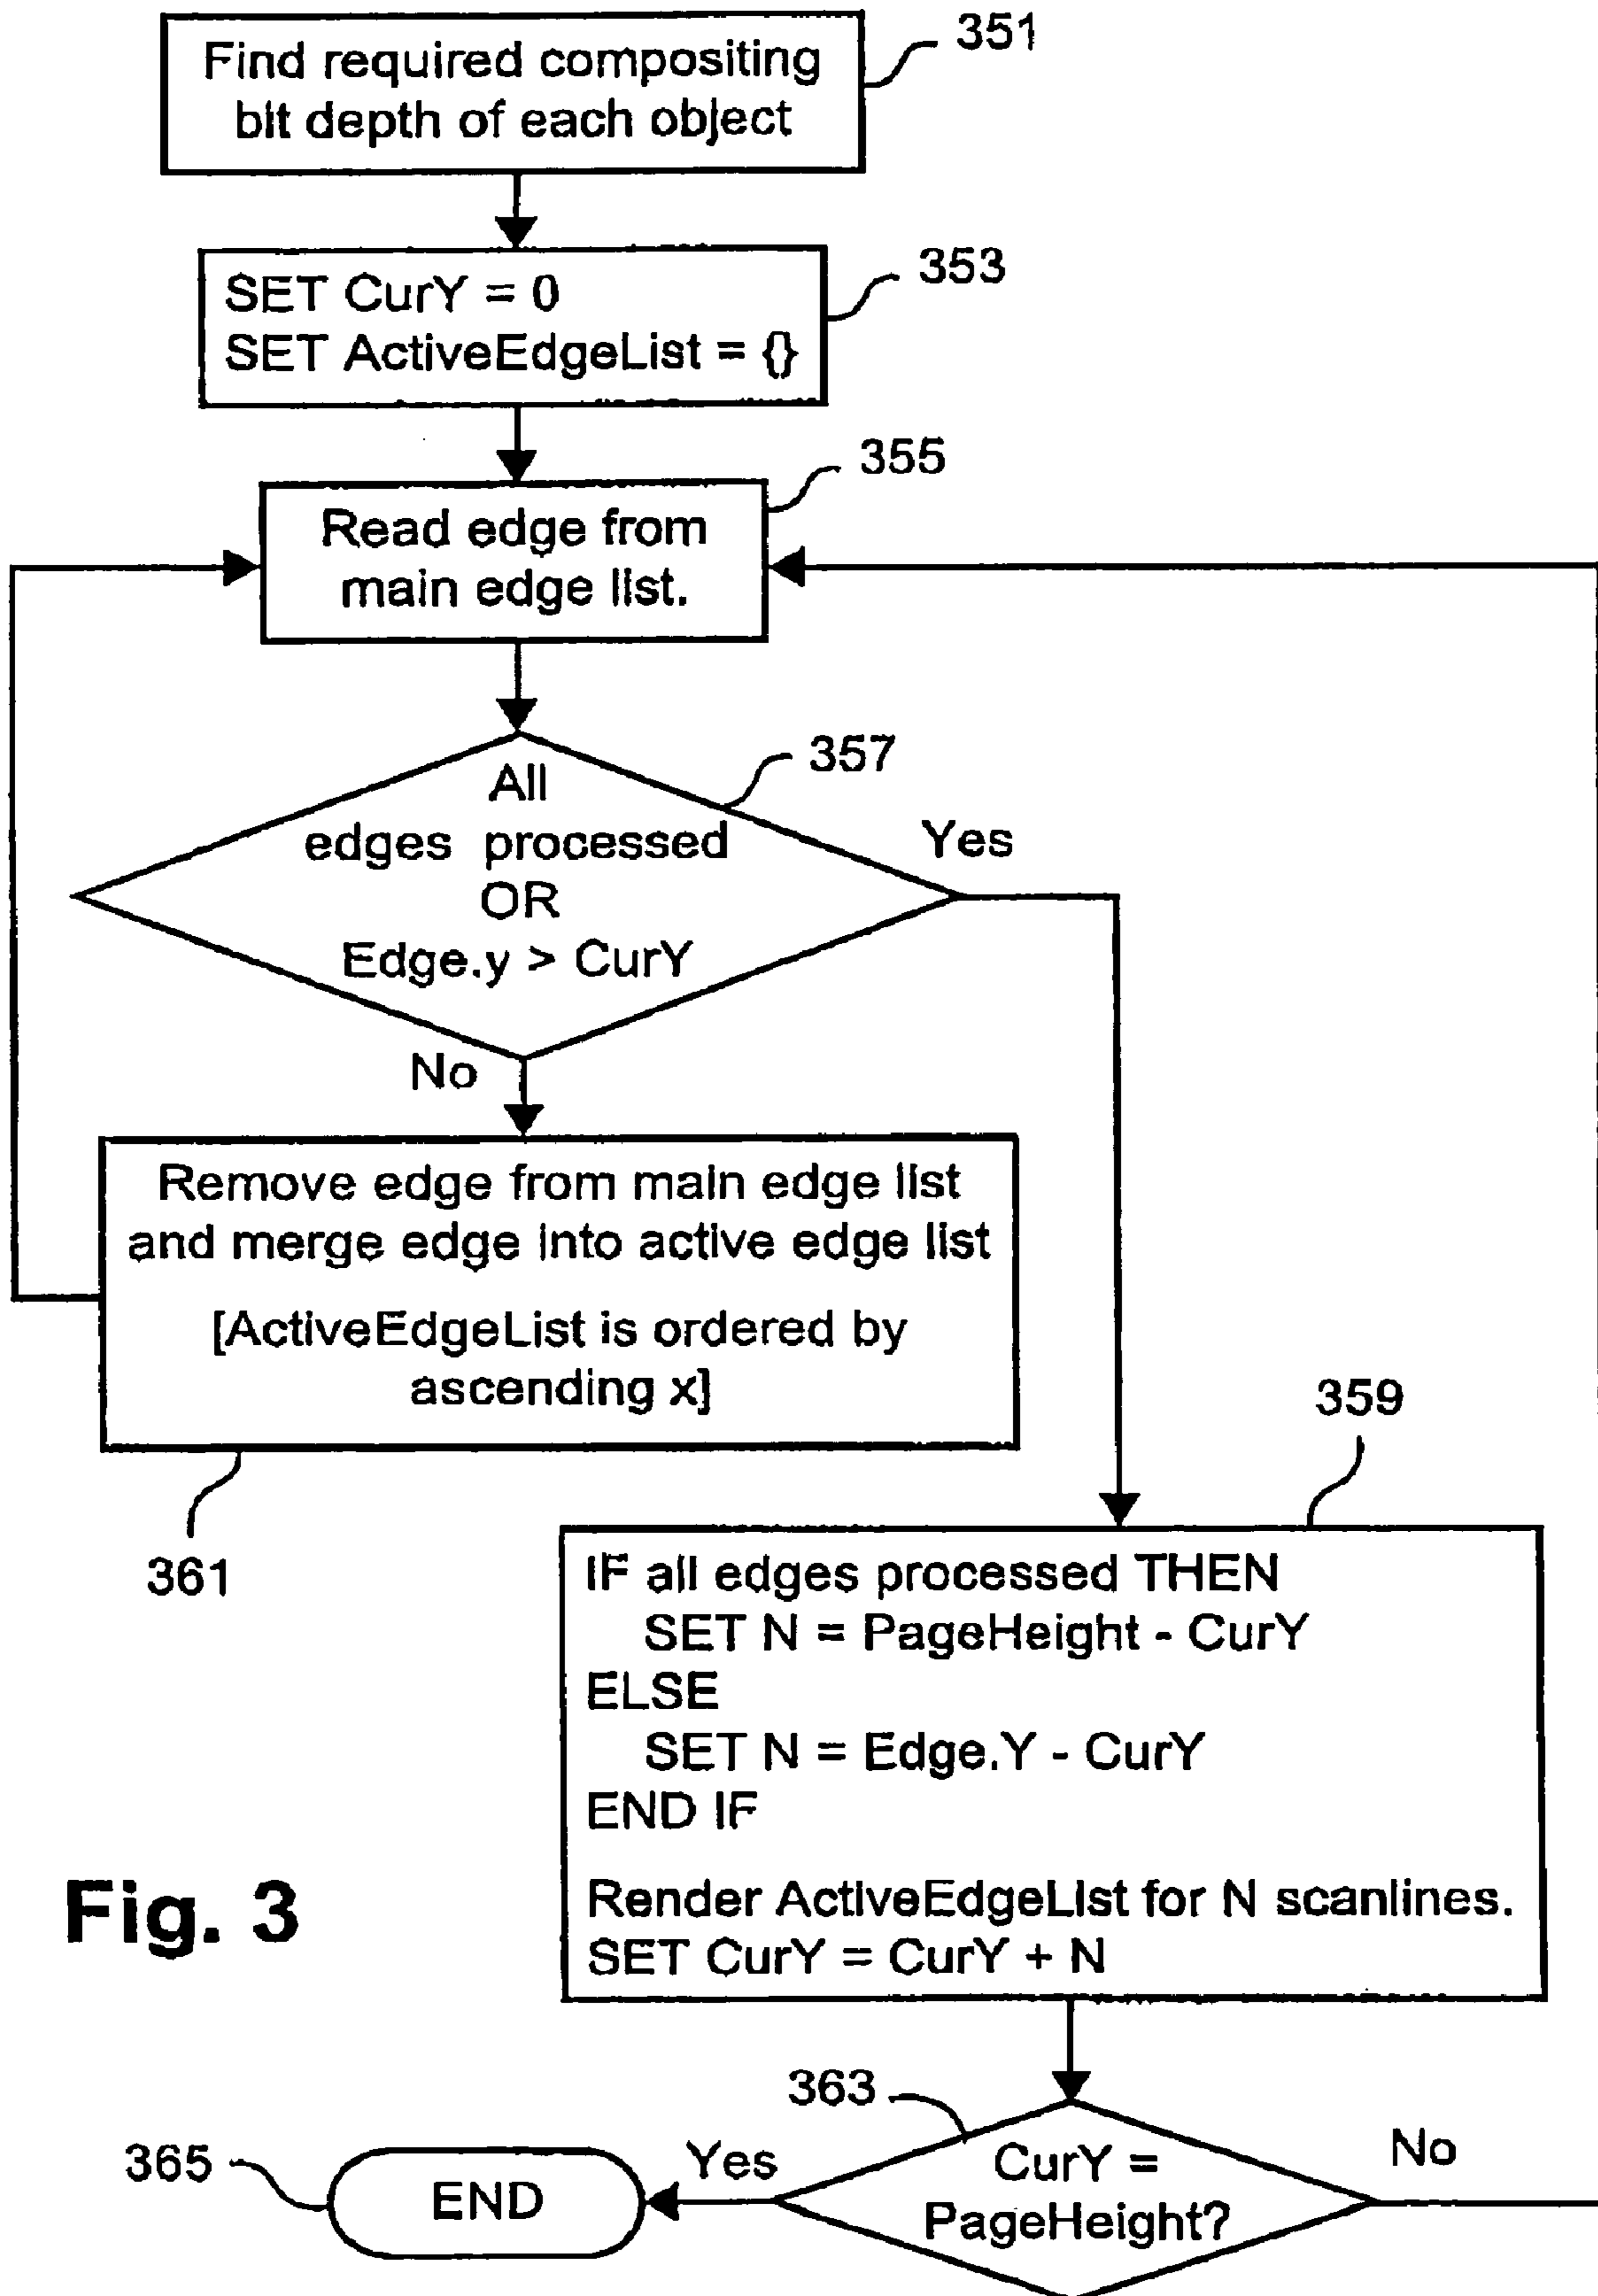 351
Find required compositing
bit depth of each object
353
SET CurY = 0
SET ActiveEdgeList = {}
355
Read edge from
main edge list.
357
All
edges processed
OR
Edge.y > CurY
Yes
No
Remove edge from main edge list
and merge edge into active edge list
[ActiveEdgeList is ordered by
ascending x]
361
359
IF all edges processed THEN
SET N = PageHeight - CurY
ELSE
SET N = Edge.Y - CurY
END IF
Render ActiveEdgeList for N scanlines.
SET CurY = CurY + N
Fig. 3
363
CurY =
PageHeight?
No
Yes
365
END